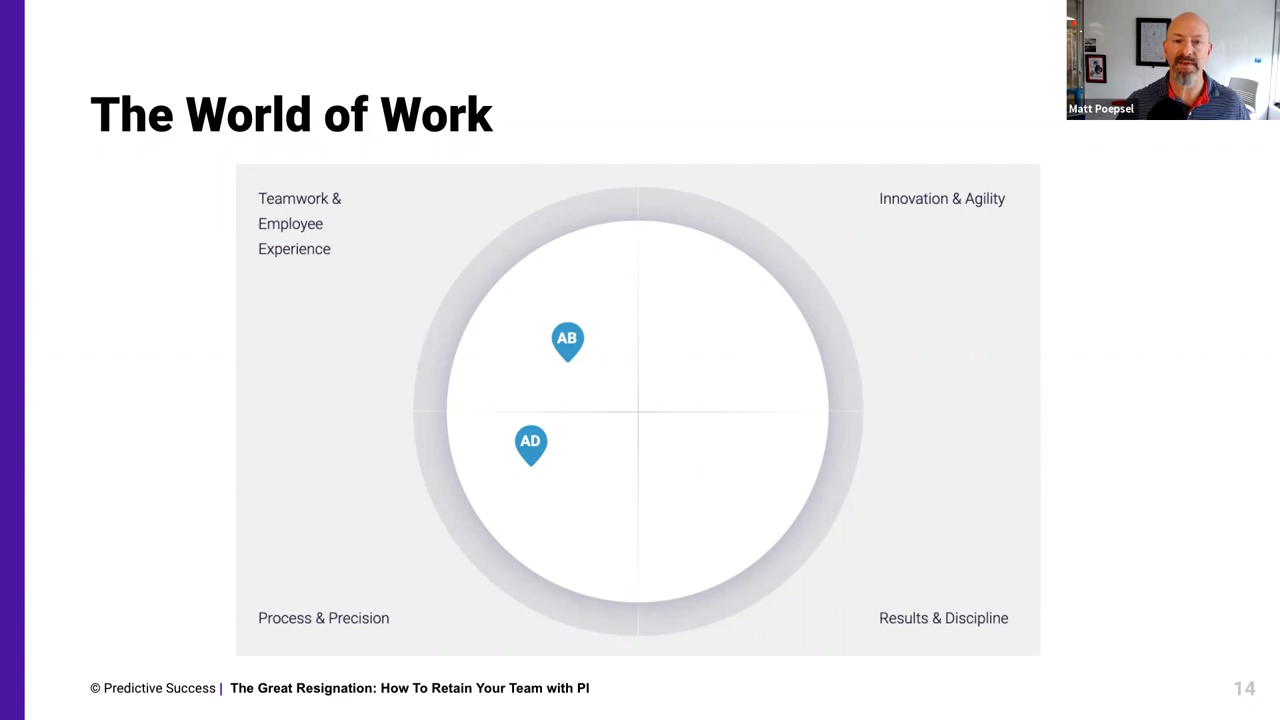 Matt Poepsel
The World of Work
Teamwork &
Employee
Experience
Innovation & Agility
AB
AD
Process & Precision
Results & Discipline
© Predictive Success | The Great Resignation: How To Retain Your Team with PI
14